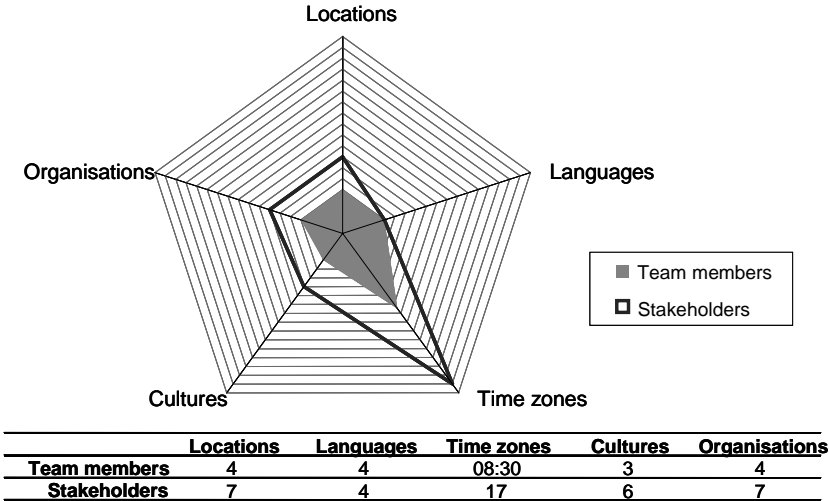 Locations
Organisations
Languages
Team members
Stakeholders
Cultures
Time zones
Locations Languages Time zones Cultures Organisations
Team members 4 4 08:30 3 4
Stakeholders 7 4 17 6 7